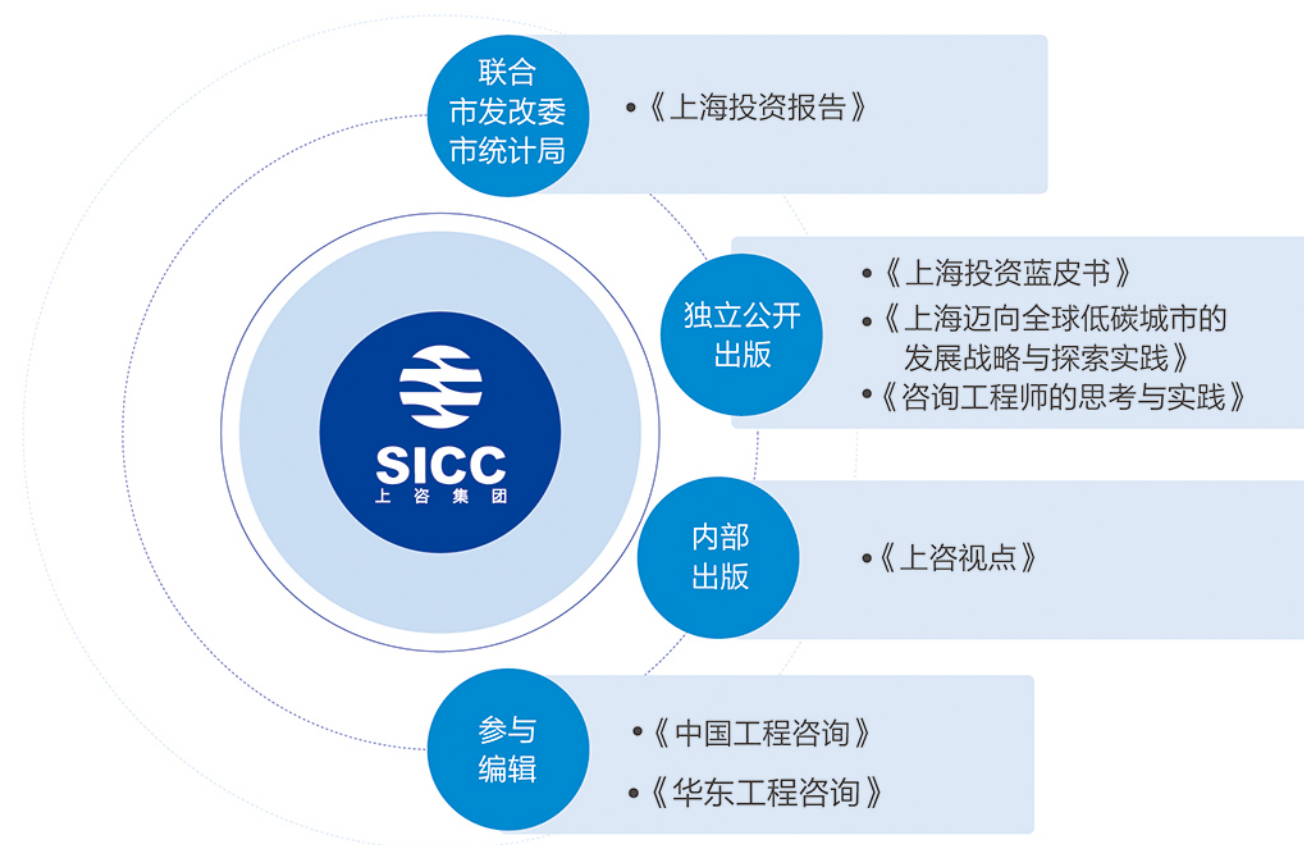 联合
市发改委
市统计局
•《上海投资报告》
独立公开
出版
•《上海投资蓝皮书》
•《上海迈向全球低碳城市的
发展战略与探索实践》
•《咨询工程师的思考与实践》
SICC
上咨集团
内部
出版
•《上咨视点》
参与
编辑
•《中国工程咨询》
•《华东工程咨询》